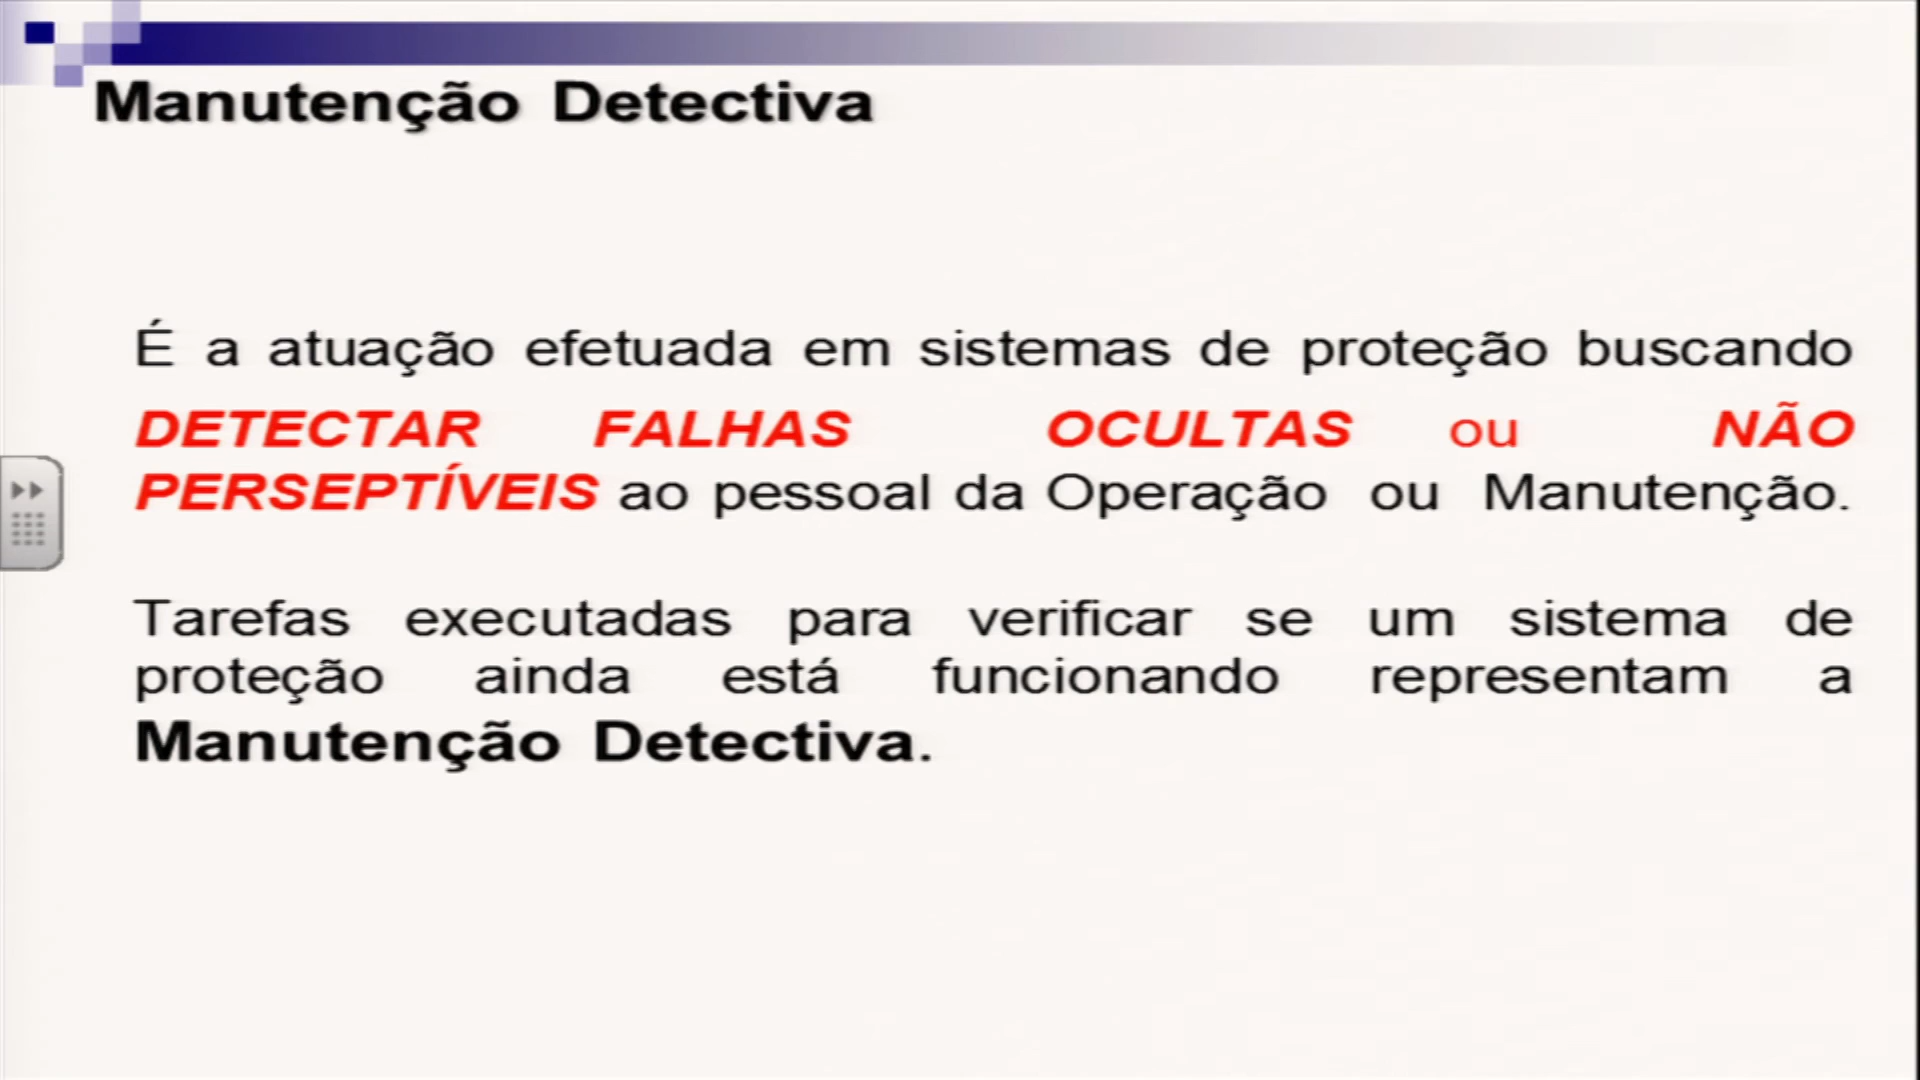 Manutenção Detectiva
É a atuação efetuada em sistemas de proteção buscando
DETECTAR FALHAS OCULTAS ou NÃO
PERSEPTÍVEIS ao pessoal da Operação ou Manutenção.
Tarefas executadas para verificar se um sistema de
proteção ainda está funcionando representam a
Manutenção Detectiva.